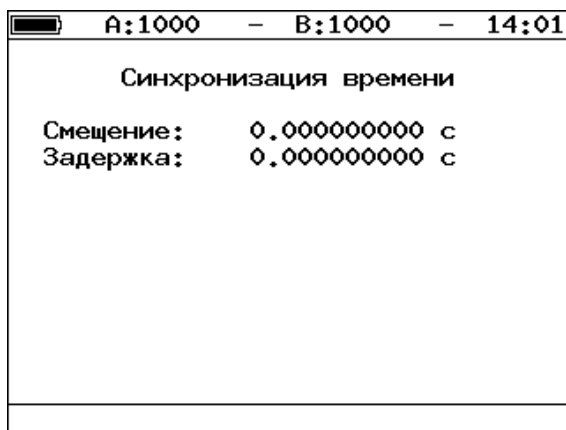 A:1000 – B:1000 – 14:01
Синхронизация времени
Смещение: 0.000000000 с
Задержка: 0.000000000 с